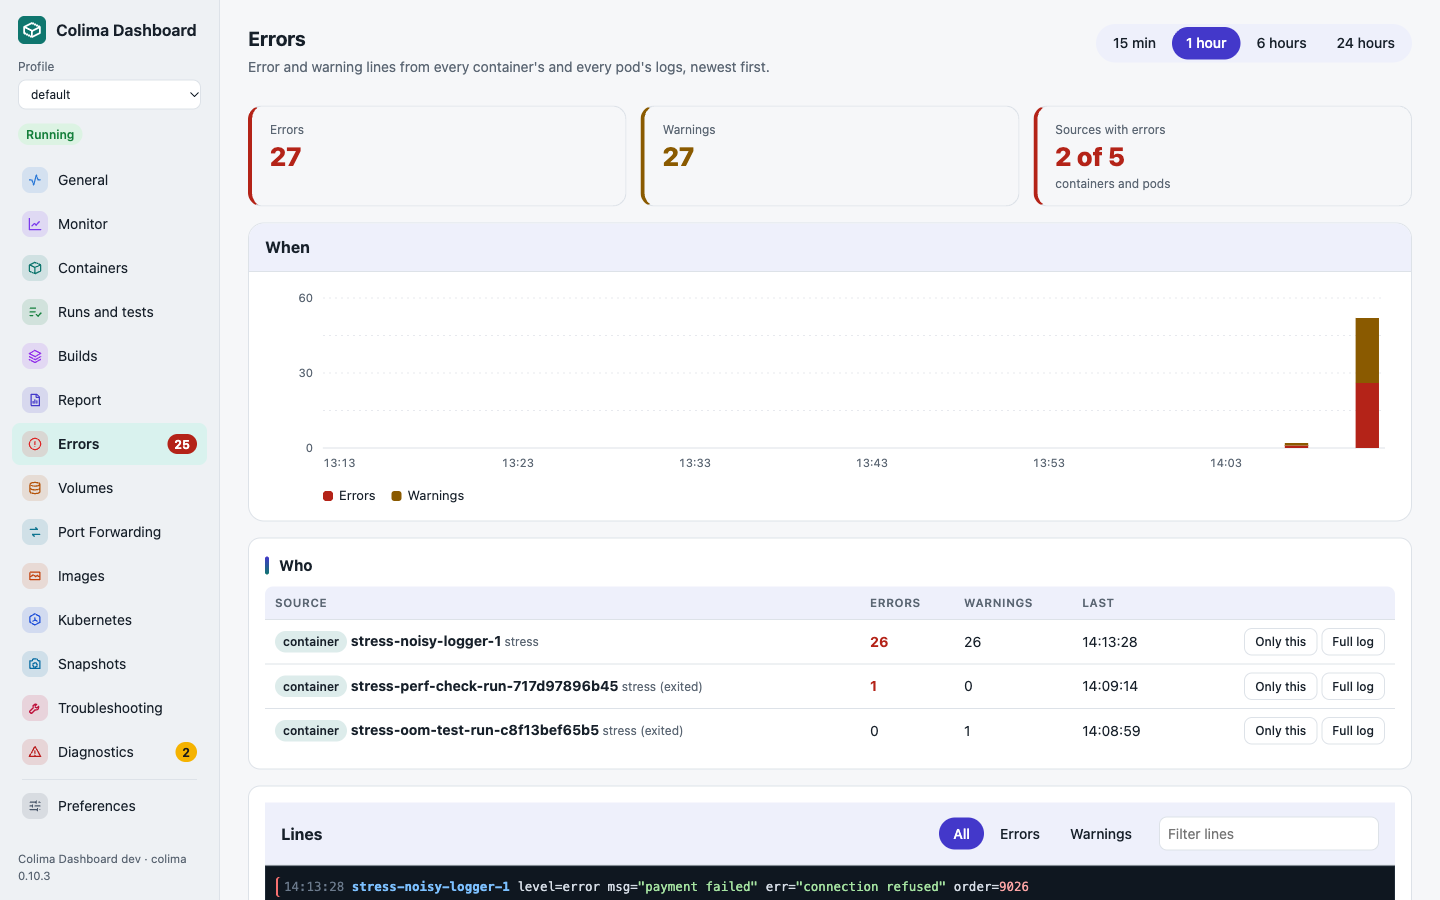 Colima Dashboard
Profile
default
Running
General
Monitor
Containers
Runs and tests
Builds
Report
Errors 25
Volumes
Port Forwarding
Images
Kubernetes
Snapshots
Troubleshooting
Diagnostics 2
Preferences
Colima Dashboard dev · colima
0.10.3
Errors
Error and warning lines from every container's and every pod's logs, newest first.
15 min 1 hour 6 hours 24 hours
Errors
27
Warnings
27
Sources with errors
2 of 5
containers and pods
When
60
30
0
13:13 13:23 13:33 13:43 13:53 14:03
Errors Warnings
Who
SOURCE ERRORS WARNINGS LAST
container stress-noisy-logger-1 stress 26 26 14:13:28 Only this Full log
container stress-perf-check-run-717d97896b45 stress (exited) 1 0 14:09:14 Only this Full log
container stress-oom-test-run-c8f13bef65b5 stress (exited) 0 1 14:08:59 Only this Full log
Lines All Errors Warnings Filter lines
14:13:28 stress-noisy-logger-1 level=error msg="payment failed" err="connection refused" order=9026